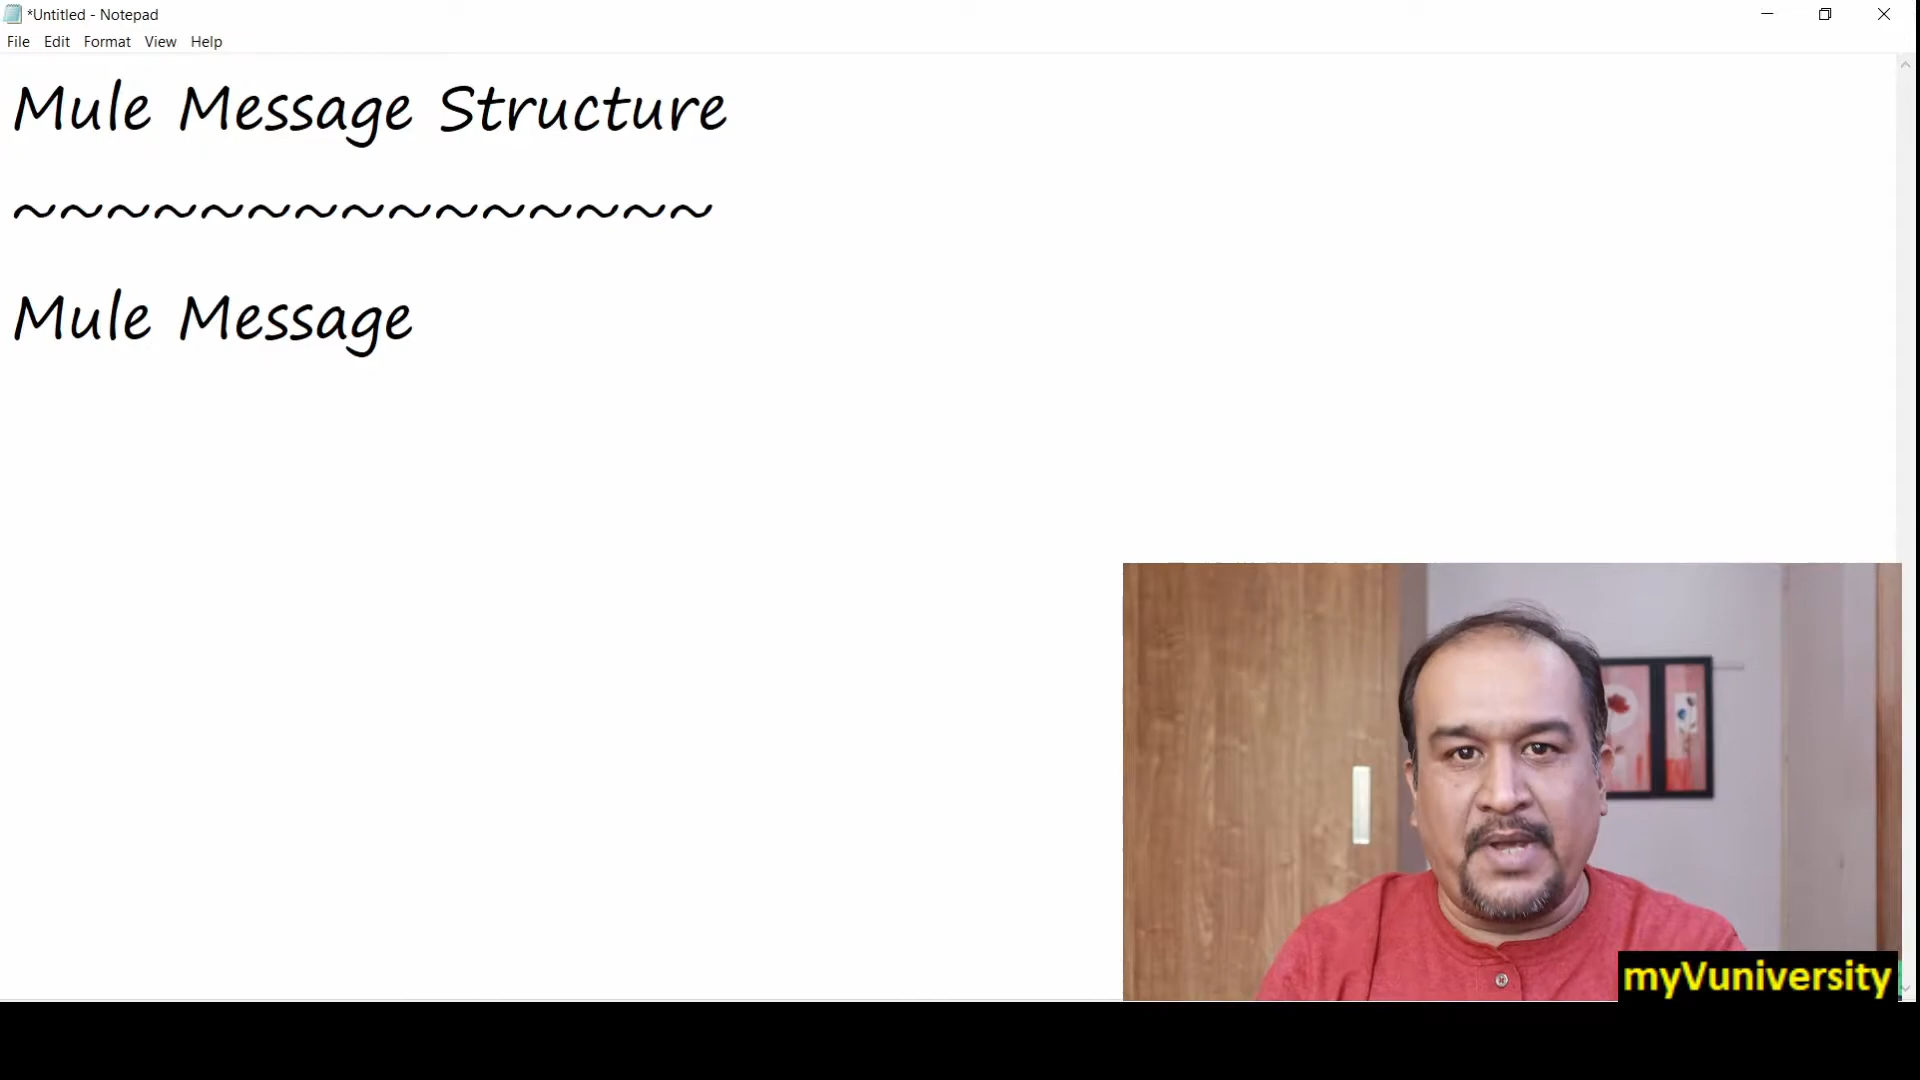 *Untitled - Notepad
File Edit Format View Help
Mule Message Structure
~~~~~~~~~~~~~~~
Mule Message
myVuniversity